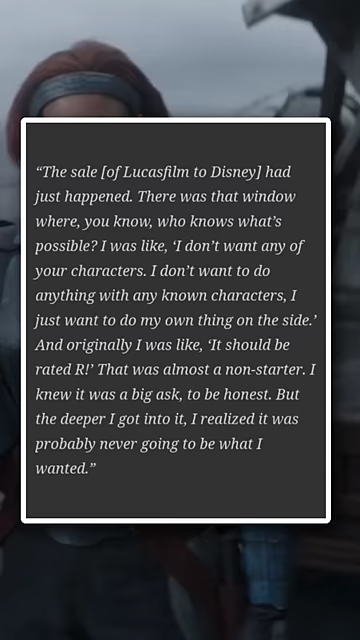 “The sale [of Lucasfilm to Disney] had
just happened. There was that window
where, you know, who knows what’s
possible? I was like, ‘I don’t want any of
your characters. I don’t want to do
anything with any known characters, I
just want to do my own thing on the side.’
And originally I was like, ‘It should be
rated R!’ That was almost a non-starter. I
knew it was a big ask, to be honest. But
the deeper I got into it, I realized it was
probably never going to be what I
wanted.”